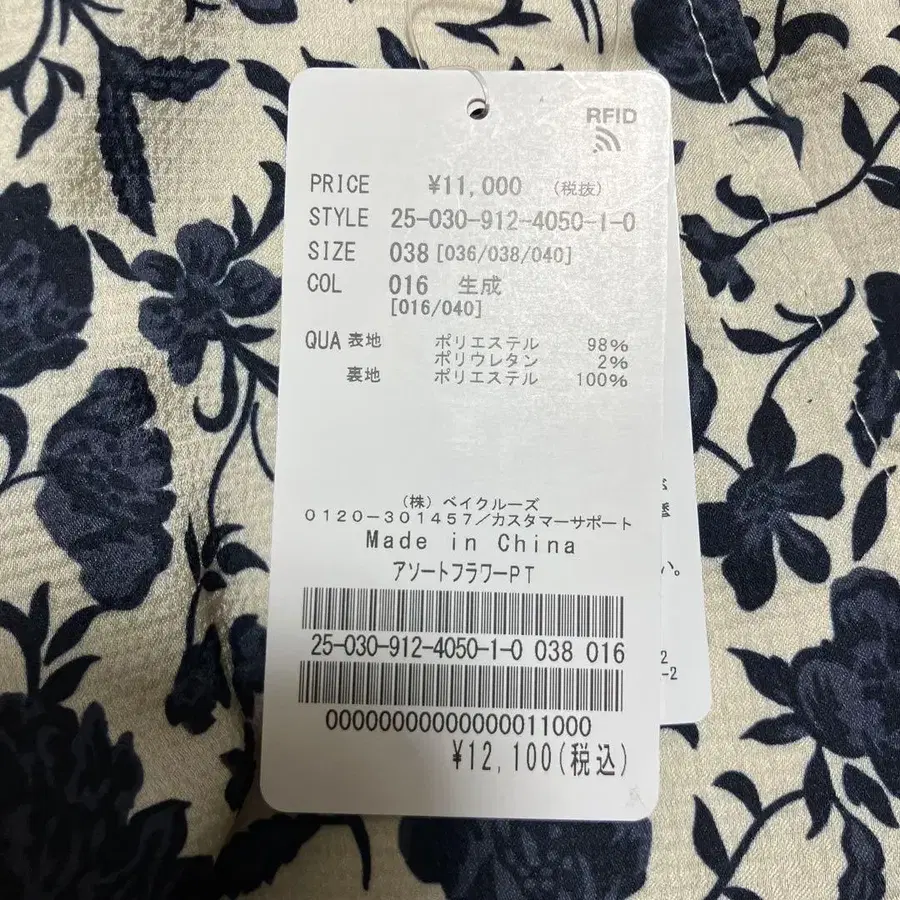 RFID
PRICE ¥11,000 (税抜)
STYLE 25-030-912-4050-1-0
SIZE 038 [036/038/040]
COL 016 生成
[016/040]
QUA 表地 ポリエステル 98%
ポリウレタン 2%
裏地 ポリエステル 100%
(株) ベイクルーズ
0120-301457/カスタマーサポート
Made in China
アソートフラワーPT
25-030-912-4050-1-0 038 016
00000000000000011000
¥12,100(税込)
い。
2
-2